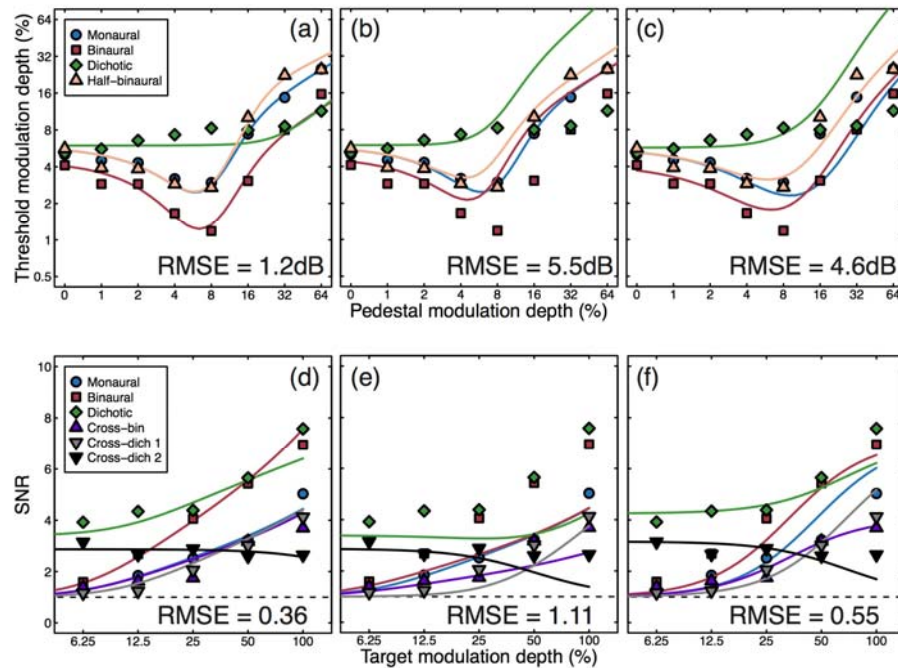 Threshold modulation depth (%)
64
32
16
8
4
2
1
0.5
(a)
Monaural
Binaural
Dichotic
Half-binaural
RMSE = 1.2dB
0 1 2 4 8 16 32 64
(b)
RMSE = 5.5dB
0 1 2 4 8 16 32 64
(c)
RMSE = 4.6dB
0 1 2 4 8 16 32 64
Pedestal modulation depth (%)
SNR
10
8
6
4
2
0
(d)
Monaural
Binaural
Dichotic
Cross-bin
Cross-dich 1
Cross-dich 2
RMSE = 0.36
6.25 12.5 25 50 100
(e)
RMSE = 1.11
6.25 12.5 25 50 100
(f)
RMSE = 0.55
6.25 12.5 25 50 100
Target modulation depth (%)